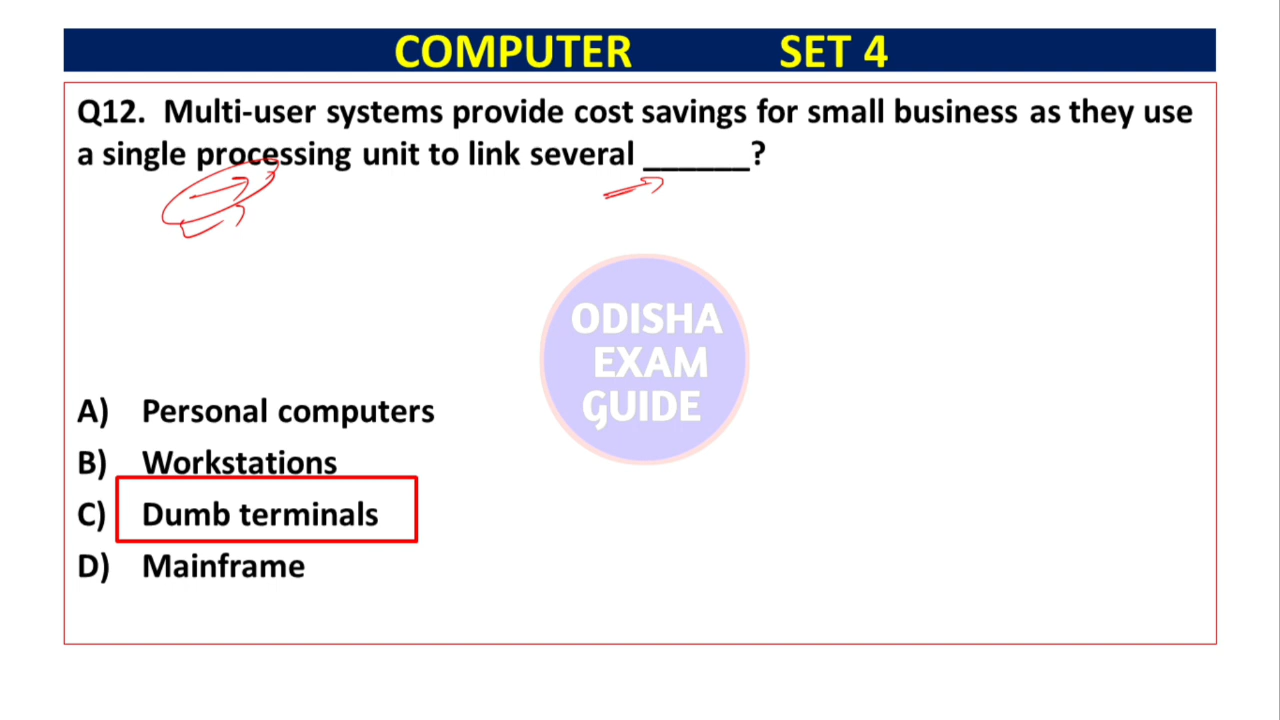 COMPUTER SET 4
Q12. Multi-user systems provide cost savings for small business as they use
a single processing unit to link several ______?
ODISHA
EXAM
GUIDE
A) Personal computers
B) Workstations
C) Dumb terminals
D) Mainframe